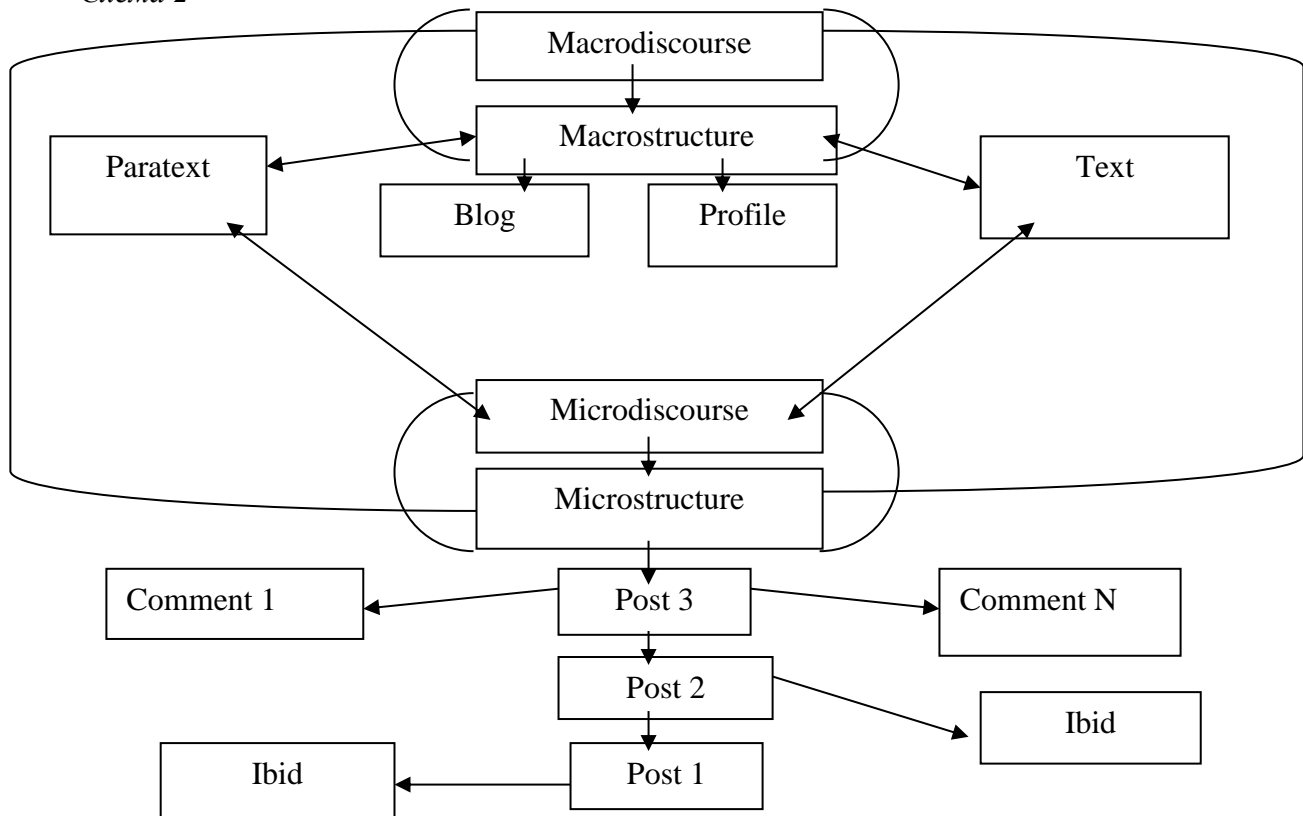 Macrodiscourse
Macrostructure
Paratext
Text
Blog
Profile
Microdiscourse
Microstructure
Comment 1
Post 3
Comment N
Post 2
Ibid
Ibid
Post 1